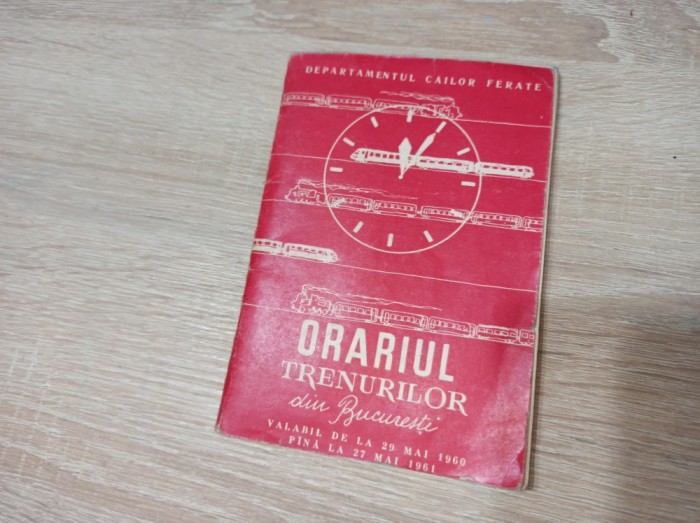 DEPARTAMENTUL CAILOR FERATE
ORARIUL
TRENURILOR
din București
VALABIL DE LA 29 MAI 1960
PÎNĂ LA 27 MAI 1961